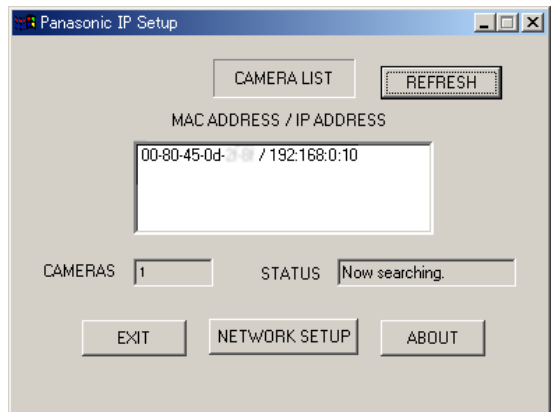 Panasonic IP Setup
CAMERA LIST
REFRESH
MAC ADDRESS / IP ADDRESS
00-80-45-0d- / 192:168:0:10
CAMERAS 1 STATUS Now searching.
EXIT NETWORK SETUP ABOUT